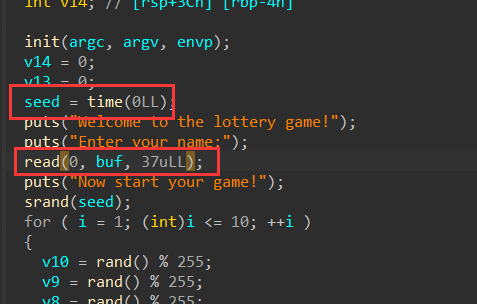 int v14; // [rsp+3Ch] [rbp-4h]
init(argc, argv, envp);
v14 = 0;
v13 = 0;
seed = time(0LL);
puts("Welcome to the lottery game!");
puts("Enter your name:");
read(0, buf, 37uLL);
puts("Now start your game!");
srand(seed);
for ( i = 1; (int)i <= 10; ++i )
{
v10 = rand() % 255;
v9 = rand() % 255;
v8 = rand() % 255;